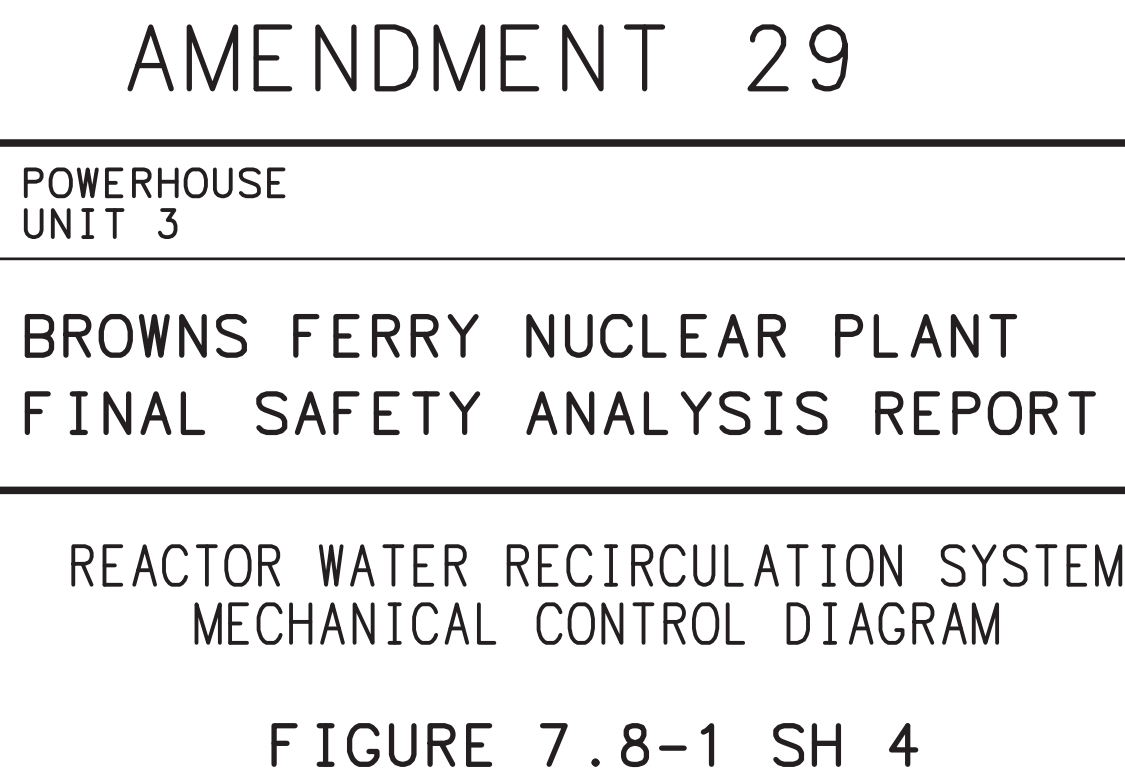 AMENDMENT 29
POWERHOUSE
UNIT 3
BROWNS FERRY NUCLEAR PLANT
FINAL SAFETY ANALYSIS REPORT
REACTOR WATER RECIRCULATION SYSTEM
MECHANICAL CONTROL DIAGRAM
FIGURE 7.8-1 SH 4